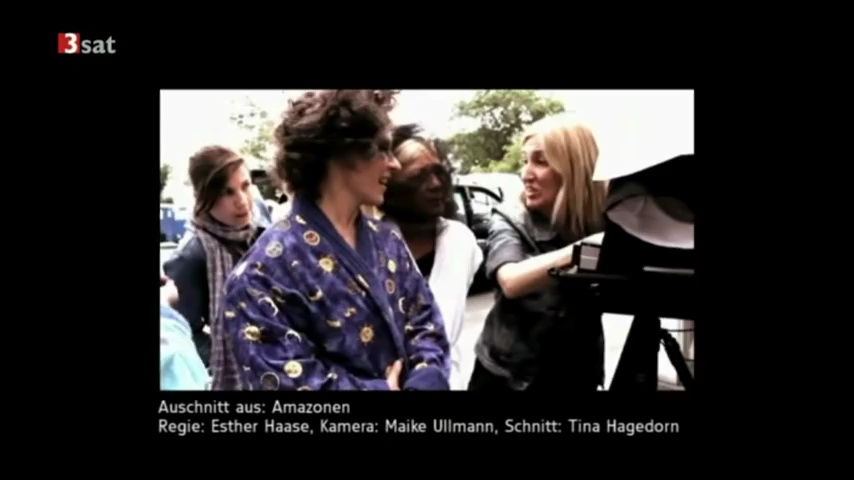 3sat
Auschnitt aus: Amazonen
Regie: Esther Haase, Kamera: Maike Ullmann, Schnitt: Tina Hagedorn